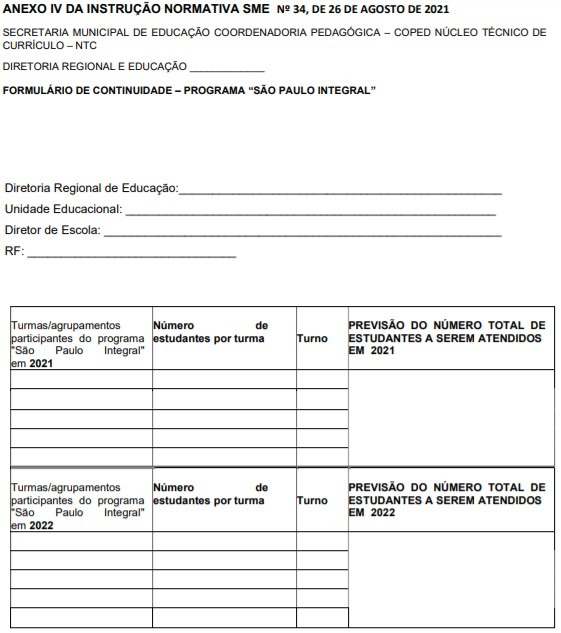 ANEXO IV DA INSTRUÇÃO NORMATIVA SME Nº 34, DE 26 DE AGOSTO DE 2021
SECRETARIA MUNICIPAL DE EDUCAÇÃO COORDENADORIA PEDAGÓGICA – COPED NÚCLEO TÉCNICO DE
CURRÍCULO – NTC
DIRETORIA REGIONAL E EDUCAÇÃO ____________
FORMULÁRIO DE CONTINUIDADE – PROGRAMA “SÃO PAULO INTEGRAL”
Diretoria Regional de Educação:____________________
Unidade Educacional: ____________________
Diretor de Escola: ____________________
RF: ____________________
Turmas/agrupamentos
participantes do programa
"São Paulo Integral"
em 2021
Número de
estudantes por turma
Turno
PREVISÃO DO NÚMERO TOTAL DE
ESTUDANTES A SEREM ATENDIDOS
EM 2021
Turmas/agrupamentos
participantes do programa
"São Paulo Integral"
em 2022
Número de
estudantes por turma
Turno
PREVISÃO DO NÚMERO TOTAL DE
ESTUDANTES A SEREM ATENDIDOS
EM 2022